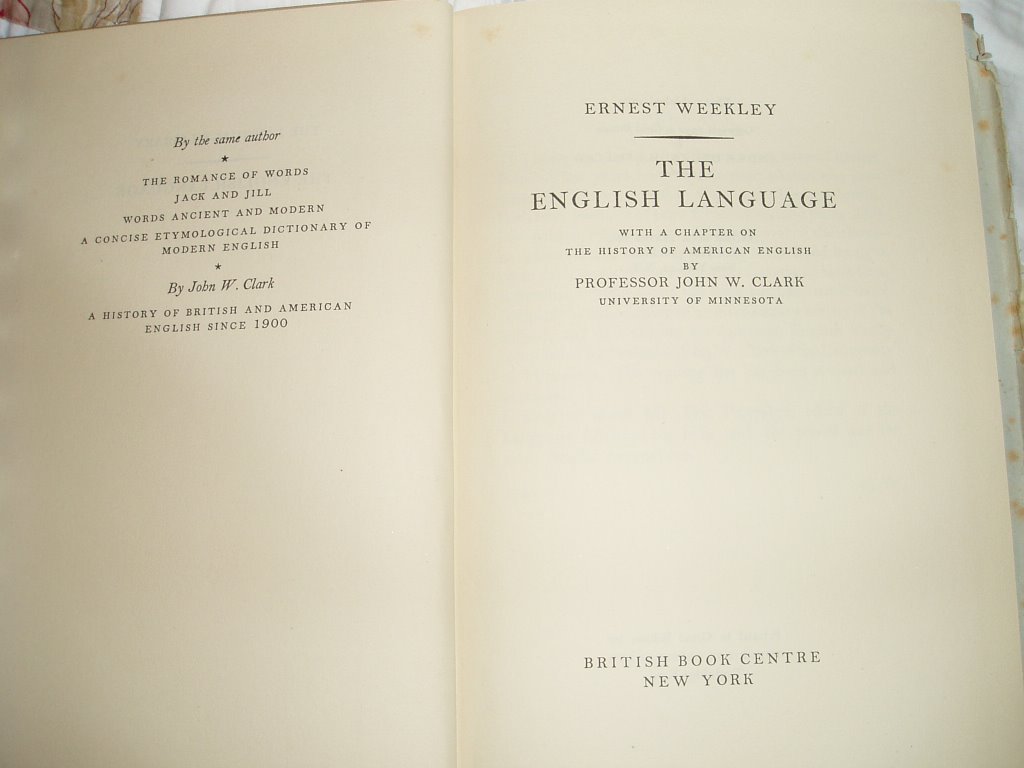 By the same author
★
THE ROMANCE OF WORDS
JACK AND JILL
WORDS ANCIENT AND MODERN
A CONCISE ETYMOLOGICAL DICTIONARY OF
MODERN ENGLISH
★
By John W. Clark
A HISTORY OF BRITISH AND AMERICAN
ENGLISH SINCE 1900
ERNEST WEEKLEY
THE
ENGLISH LANGUAGE
WITH A CHAPTER ON
THE HISTORY OF AMERICAN ENGLISH
BY
PROFESSOR JOHN W. CLARK
UNIVERSITY OF MINNESOTA
BRITISH BOOK CENTRE
NEW YORK